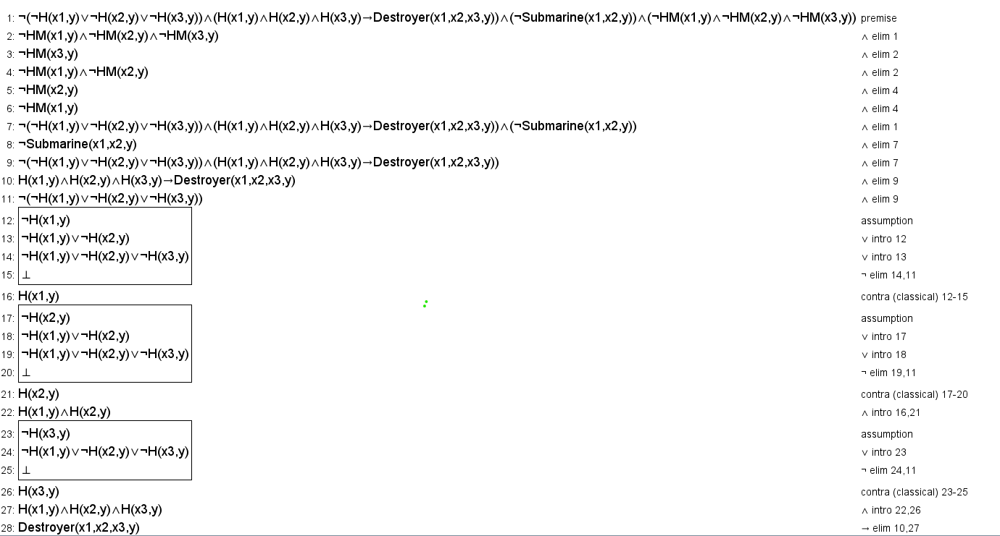 1: ¬(¬H(x1,y)∨¬H(x2,y)∨¬H(x3,y))∧(H(x1,y)∧H(x2,y)∧H(x3,y)→Destroyer(x1,x2,x3,y))∧(¬Submarine(x1,x2,y))∧(¬HM(x1,y)∧¬HM(x2,y)∧¬HM(x3,y)) premise
2: ¬HM(x1,y)∧¬HM(x2,y)∧¬HM(x3,y) ∧ elim 1
3: ¬HM(x3,y) ∧ elim 2
4: ¬HM(x1,y)∧¬HM(x2,y) ∧ elim 2
5: ¬HM(x2,y) ∧ elim 4
6: ¬HM(x1,y) ∧ elim 4
7: ¬(¬H(x1,y)∨¬H(x2,y)∨¬H(x3,y))∧(H(x1,y)∧H(x2,y)∧H(x3,y)→Destroyer(x1,x2,x3,y))∧(¬Submarine(x1,x2,y)) ∧ elim 1
8: ¬Submarine(x1,x2,y) ∧ elim 7
9: ¬(¬H(x1,y)∨¬H(x2,y)∨¬H(x3,y))∧(H(x1,y)∧H(x2,y)∧H(x3,y)→Destroyer(x1,x2,x3,y)) ∧ elim 7
10: H(x1,y)∧H(x2,y)∧H(x3,y)→Destroyer(x1,x2,x3,y) ∧ elim 9
11: ¬(¬H(x1,y)∨¬H(x2,y)∨¬H(x3,y)) ∧ elim 9
12: ¬H(x1,y) assumption
13: ¬H(x1,y)∨¬H(x2,y) ∨ intro 12
14: ¬H(x1,y)∨¬H(x2,y)∨¬H(x3,y) ∨ intro 13
15: ⊥ ¬ elim 14,11
16: H(x1,y) contra (classical) 12-15
17: ¬H(x2,y) assumption
18: ¬H(x1,y)∨¬H(x2,y) ∨ intro 17
19: ¬H(x1,y)∨¬H(x2,y)∨¬H(x3,y) ∨ intro 18
20: ⊥ ¬ elim 19,11
21: H(x2,y) contra (classical) 17-20
22: H(x1,y)∧H(x2,y) ∧ intro 16,21
23: ¬H(x3,y) assumption
24: ¬H(x1,y)∨¬H(x2,y)∨¬H(x3,y) ∨ intro 23
25: ⊥ ¬ elim 24,11
26: H(x3,y) contra (classical) 23-25
27: H(x1,y)∧H(x2,y)∧H(x3,y) ∧ intro 22,26
28: Destroyer(x1,x2,x3,y) → elim 10,27